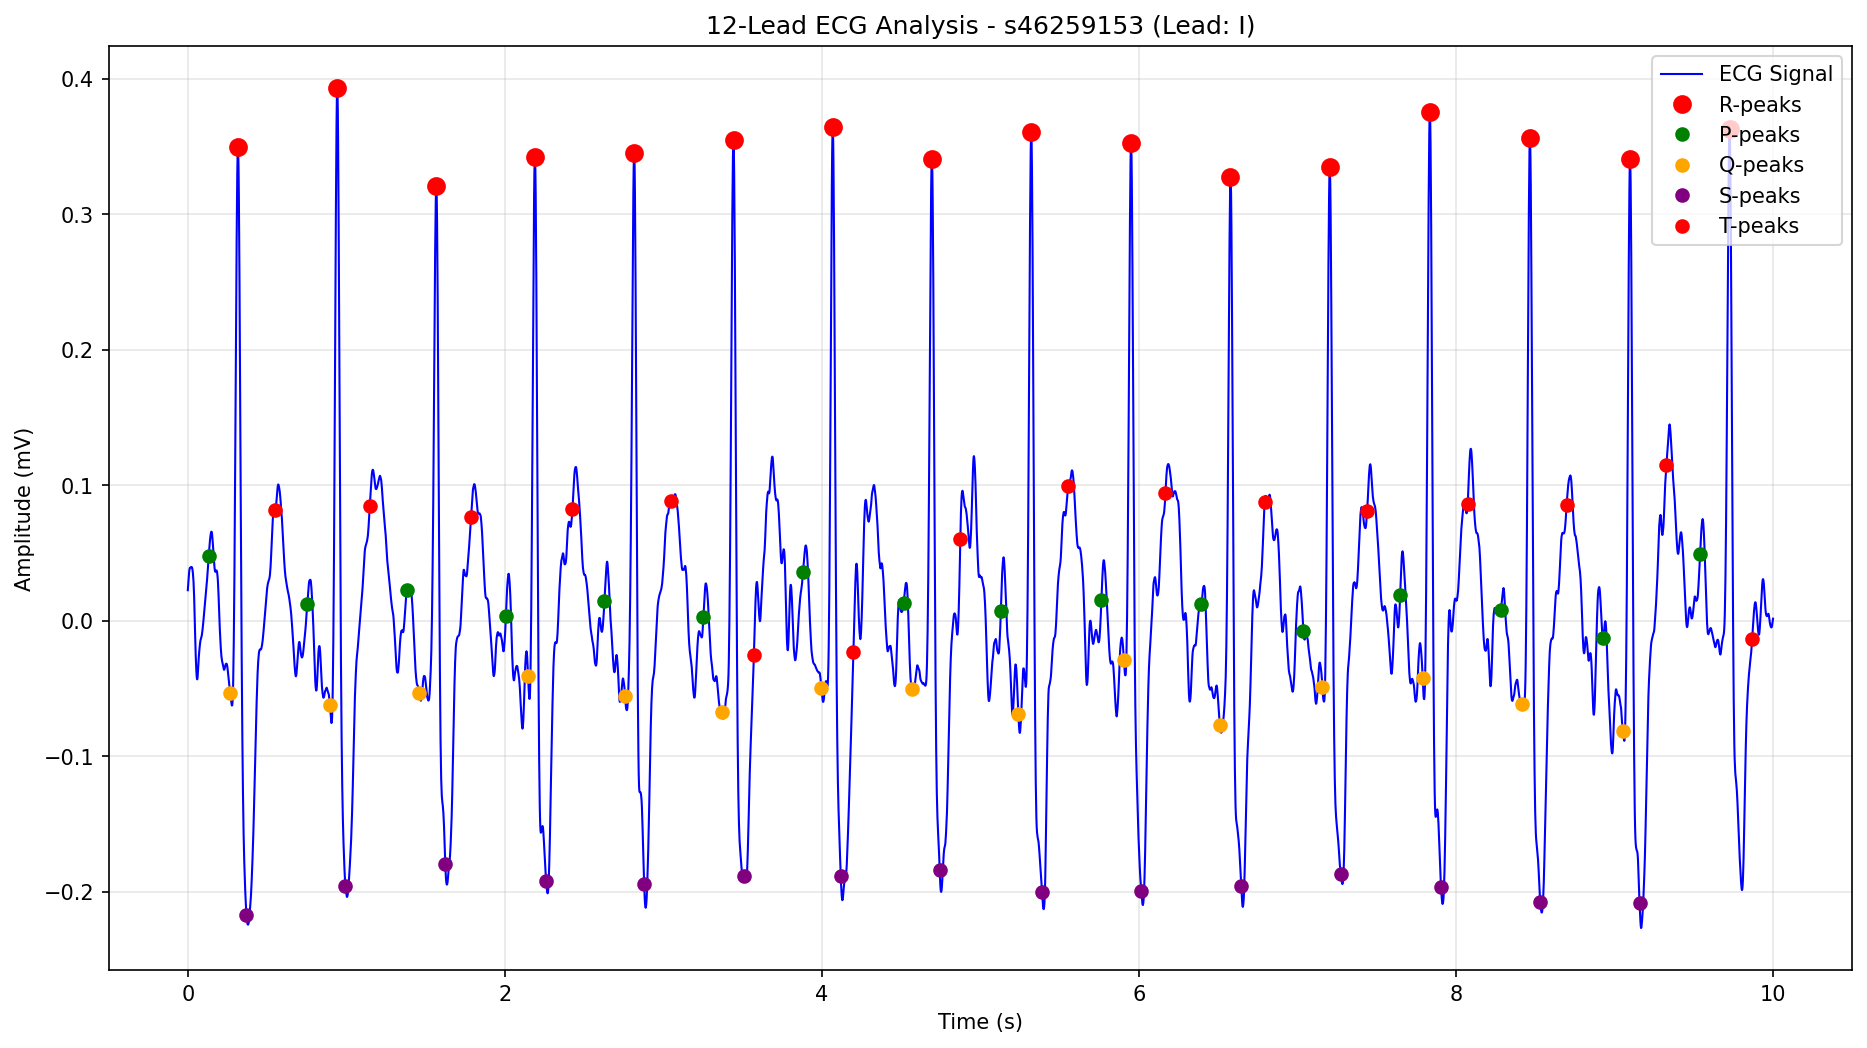 12-Lead ECG Analysis - s46259153 (Lead: I)
ECG Signal
R-peaks
P-peaks
Q-peaks
S-peaks
T-peaks
Amplitude (mV)
0.4
0.3
0.2
0.1
0.0
−0.1
−0.2
0 2 4 6 8 10
Time (s)